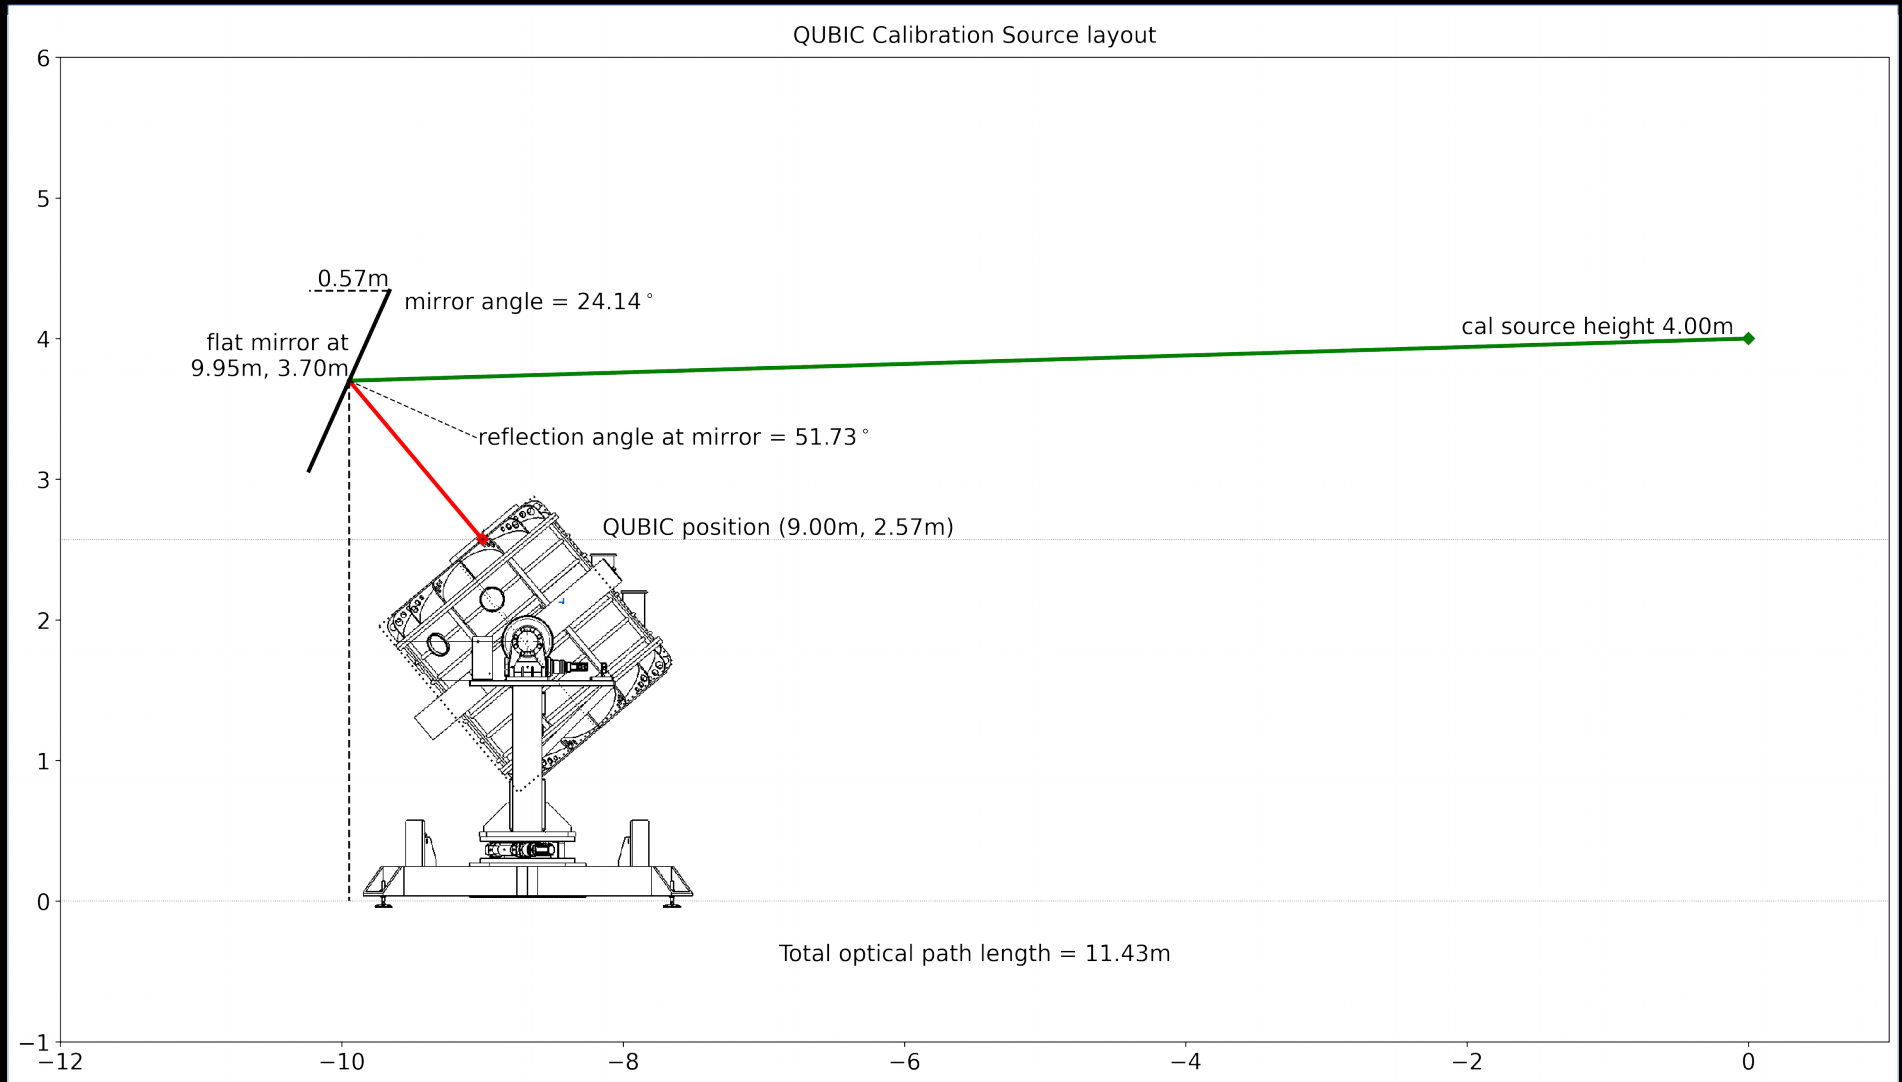 QUBIC Calibration Source layout
6
5
4
3
2
1
0
−1
0.57m
mirror angle = 24.14°
flat mirror at
9.95m, 3.70m
cal source height 4.00m
reflection angle at mirror = 51.73°
QUBIC position (9.00m, 2.57m)
Total optical path length = 11.43m
−12
−10
−8
−6
−4
−2
0